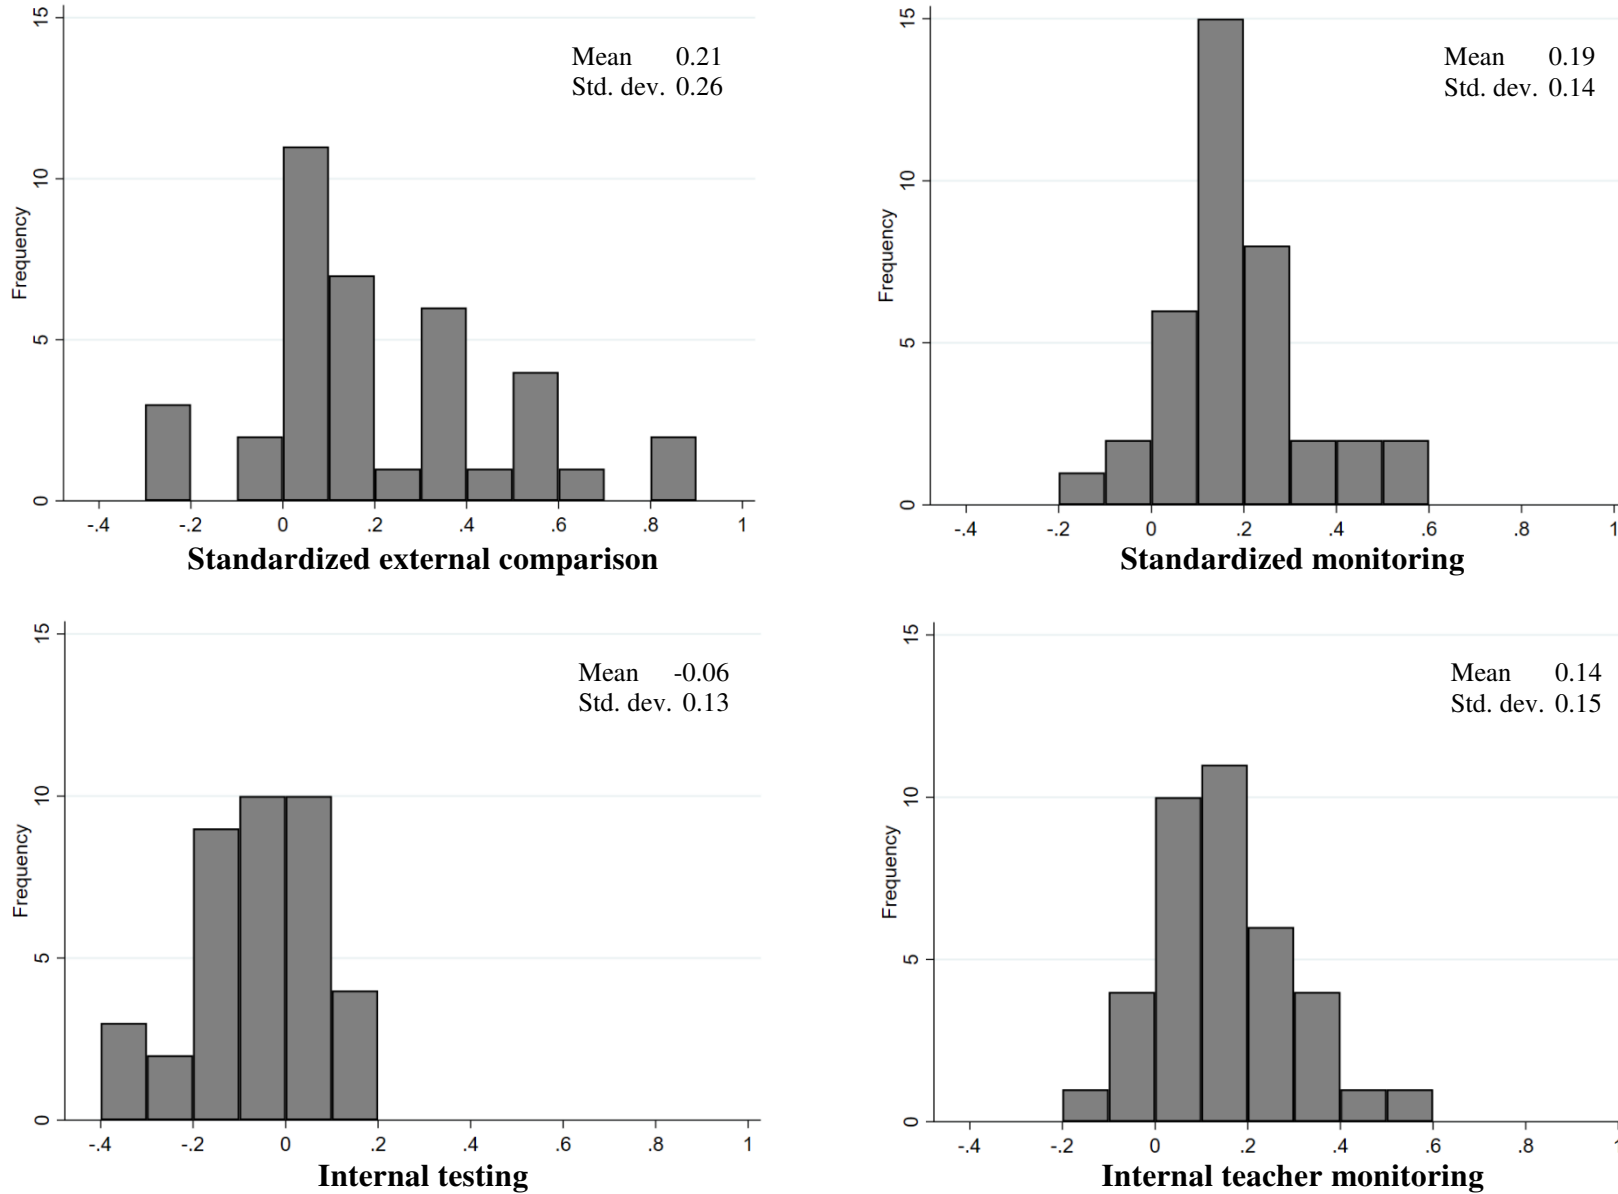 15
10
5
0
Frequency
Mean 0.21
Std. dev. 0.26
-.4 -.2 0 .2 .4 .6 .8 1
Standardized external comparison
15
10
5
0
Frequency
Mean 0.19
Std. dev. 0.14
-.4 -.2 0 .2 .4 .6 .8 1
Standardized monitoring
15
10
5
0
Frequency
Mean -0.06
Std. dev. 0.13
-.4 -.2 0 .2 .4 .6 .8 1
Internal testing
15
10
5
0
Frequency
Mean 0.14
Std. dev. 0.15
-.4 -.2 0 .2 .4 .6 .8 1
Internal teacher monitoring